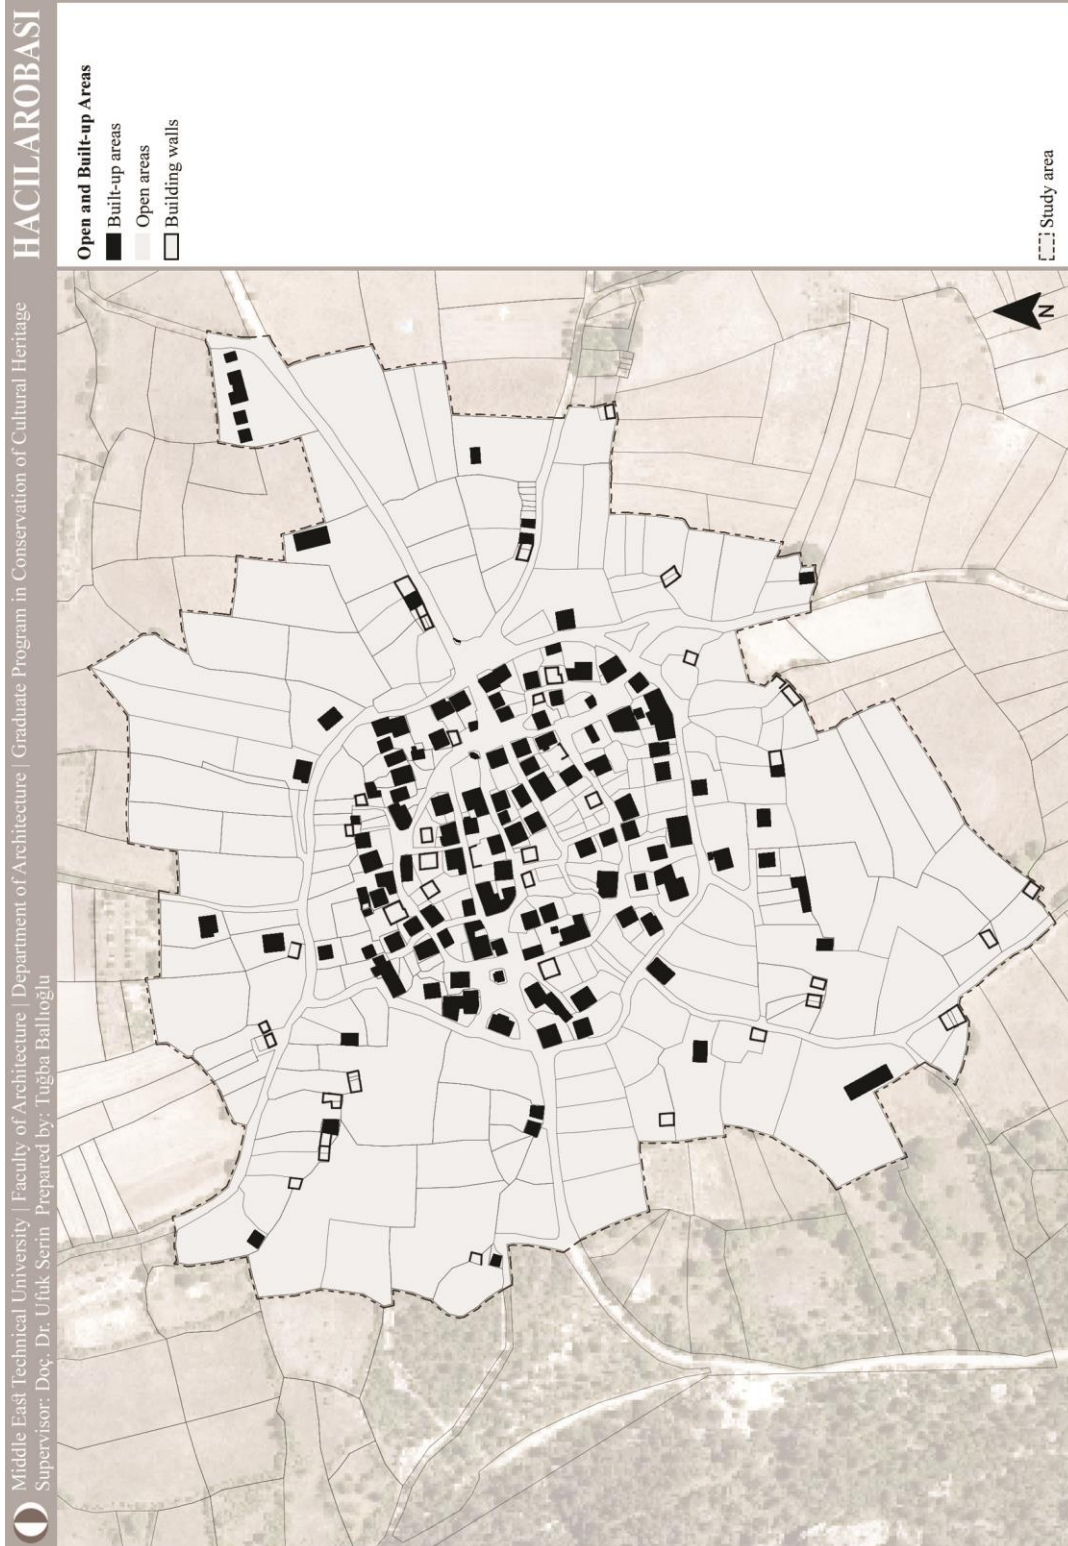 Middle East Technical University | Faculty of Architecture | Department of Architecture | Graduate Program in Conservation of Cultural Heritage
Supervisor: Doç. Dr. Ufuk Serin Prepared by: Tuğba Ballıoğlu
HACILAROBASI
Open and Built-up Areas
Built-up areas
Open areas
Building walls
Study area
N